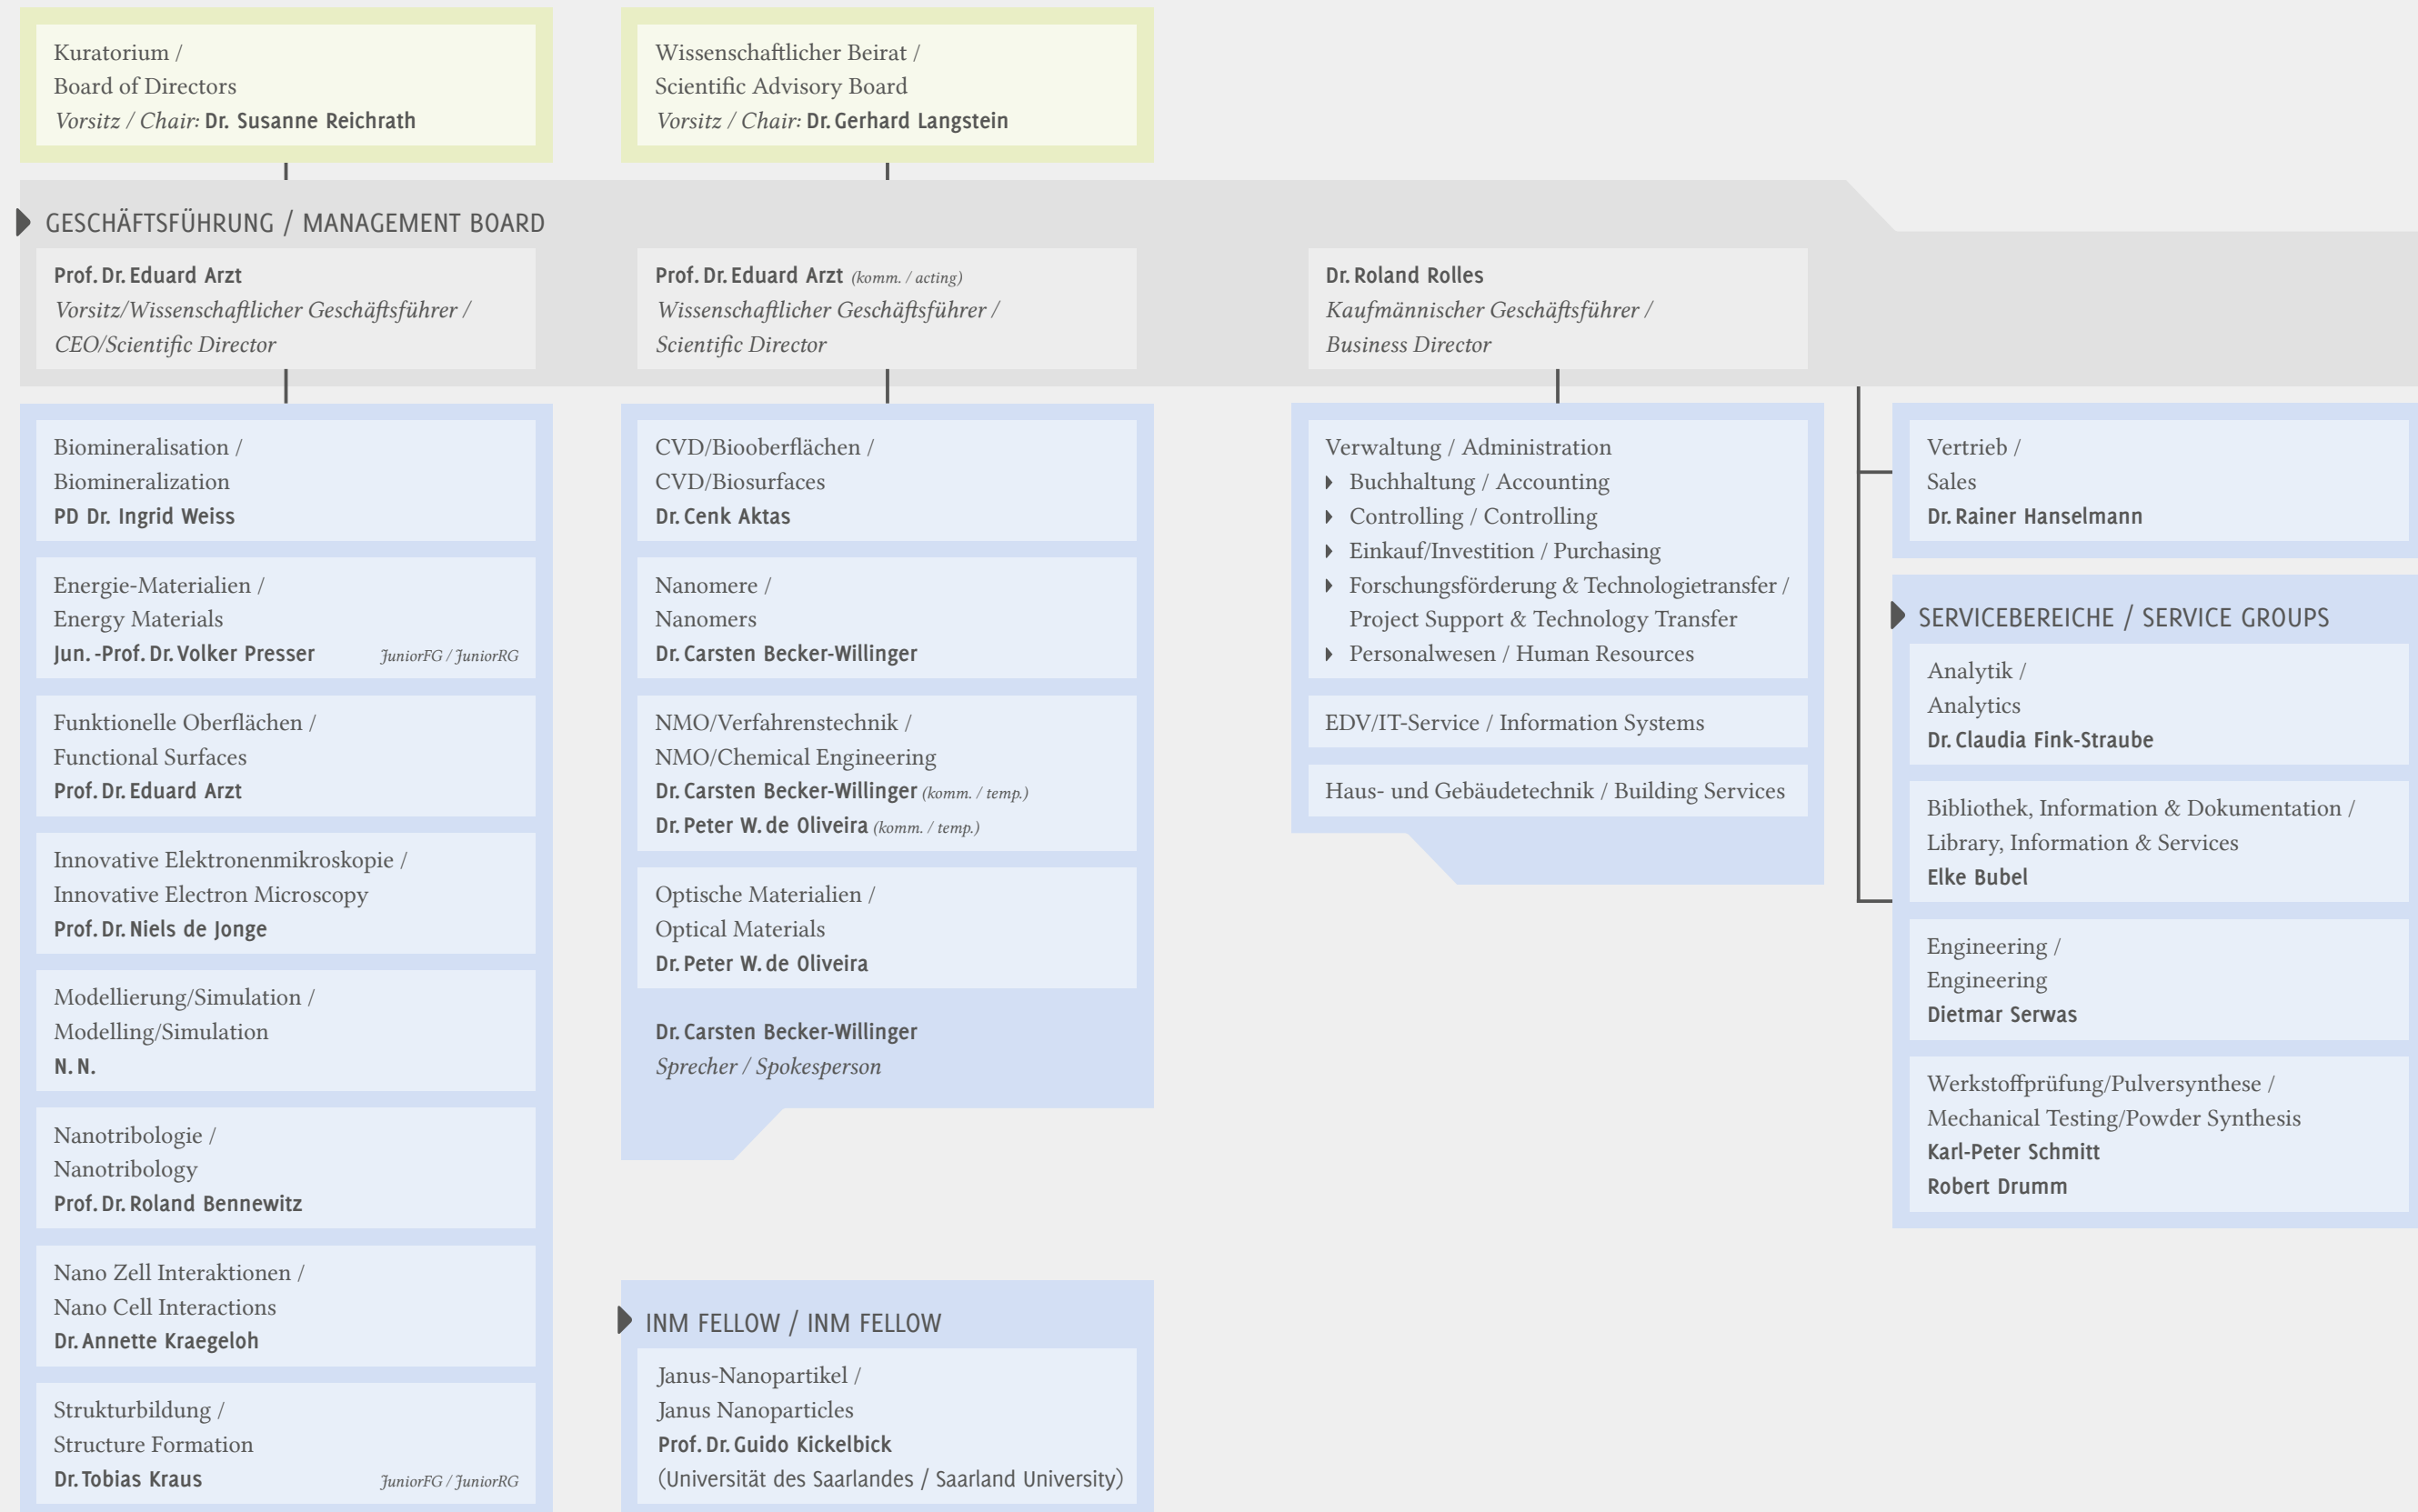 Kuratorium /
Board of Directors
Vorsitz / Chair: Dr. Susanne Reichrath
Wissenschaftlicher Beirat /
Scientific Advisory Board
Vorsitz / Chair: Dr. Gerhard Langstein
GESCHÄFTSFÜHRUNG / MANAGEMENT BOARD
Prof. Dr. Eduard Arzt
Vorsitz/Wissenschaftlicher Geschäftsführer /
CEO/Scientific Director
Prof. Dr. Eduard Arzt (komm. / acting)
Wissenschaftlicher Geschäftsführer /
Scientific Director
Dr. Roland Rolles
Kaufmännischer Geschäftsführer /
Business Director
Biomineralisation /
Biomineralization
PD Dr. Ingrid Weiss
Energie-Materialien /
Energy Materials
Jun.-Prof. Dr. Volker Presser JuniorFG / JuniorRG
Funktionelle Oberflächen /
Functional Surfaces
Prof. Dr. Eduard Arzt
Innovative Elektronenmikroskopie /
Innovative Electron Microscopy
Prof. Dr. Niels de Jonge
Modellierung/Simulation /
Modelling/Simulation
N. N.
Nanotribologie /
Nanotribology
Prof. Dr. Roland Bennewitz
Nano Zell Interaktionen /
Nano Cell Interactions
Dr. Annette Kraegeloh
Strukturbildung /
Structure Formation
Dr. Tobias Kraus JuniorFG / JuniorRG
CVD/Biooberflächen /
CVD/Biosurfaces
Dr. Cenk Aktas
Nanomere /
Nanomers
Dr. Carsten Becker-Willinger
NMO/Verfahrenstechnik /
NMO/Chemical Engineering
Dr. Carsten Becker-Willinger (komm. / temp.)
Dr. Peter W. de Oliveira (komm. / temp.)
Optische Materialien /
Optical Materials
Dr. Peter W. de Oliveira
Dr. Carsten Becker-Willinger
Sprecher / Spokesperson
INM FELLOW / INM FELLOW
Janus-Nanopartikel /
Janus Nanoparticles
Prof. Dr. Guido Kickelbick
(Universität des Saarlandes / Saarland University)
Verwaltung / Administration
Buchhaltung / Accounting
Controlling / Controlling
Einkauf/Investition / Purchasing
Forschungsförderung & Technologietransfer /
Project Support & Technology Transfer
Personalwesen / Human Resources
EDV/IT-Service / Information Systems
Haus- und Gebäudetechnik / Building Services
Vertrieb /
Sales
Dr. Rainer Hanselmann
SERVICEBEREICHE / SERVICE GROUPS
Analytik /
Analytics
Dr. Claudia Fink-Straube
Bibliothek, Information & Dokumentation /
Library, Information & Services
Elke Bubel
Engineering /
Engineering
Dietmar Serwas
Werkstoffprüfung/Pulversynthese /
Mechanical Testing/Powder Synthesis
Karl-Peter Schmitt
Robert Drumm